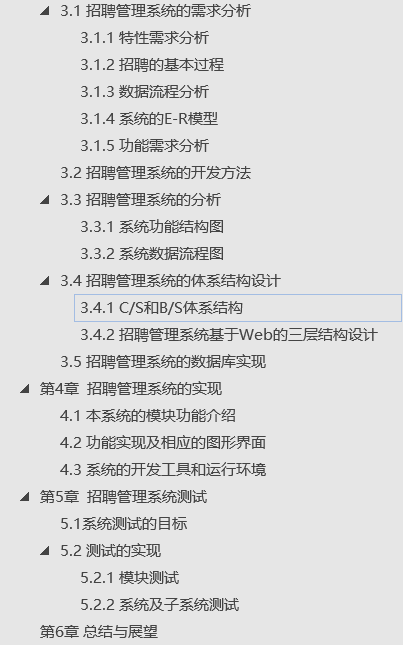 3.1 招聘管理系统的需求分析
3.1.1 特性需求分析
3.1.2 招聘的基本过程
3.1.3 数据流程分析
3.1.4 系统的E-R模型
3.1.5 功能需求分析
3.2 招聘管理系统的开发方法
3.3 招聘管理系统的分析
3.3.1 系统功能结构图
3.3.2 系统数据流程图
3.4 招聘管理系统的体系结构设计
3.4.1 C/S和B/S体系结构
3.4.2 招聘管理系统基于Web的三层结构设计
3.5 招聘管理系统的数据库实现
第4章 招聘管理系统的实现
4.1 本系统的模块功能介绍
4.2 功能实现及相应的图形界面
4.3 系统的开发工具和运行环境
第5章 招聘管理系统测试
5.1系统测试的目标
5.2 测试的实现
5.2.1 模块测试
5.2.2 系统及子系统测试
第6章 总结与展望